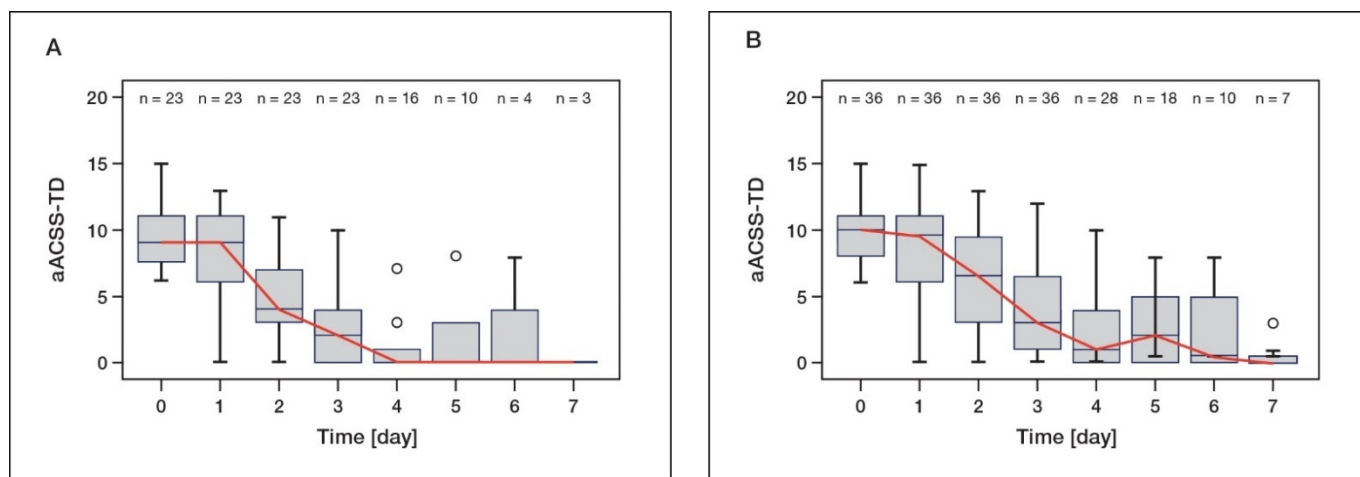 A
aACSS-TD
20
15
10
5
0
n = 23 n = 23 n = 23 n = 23 n = 16 n = 10 n = 4 n = 3
0 1 2 3 4 5 6 7
Time [day]
B
aACSS-TD
20
15
10
5
0
n = 36 n = 36 n = 36 n = 36 n = 28 n = 18 n = 10 n = 7
0 1 2 3 4 5 6 7
Time [day]